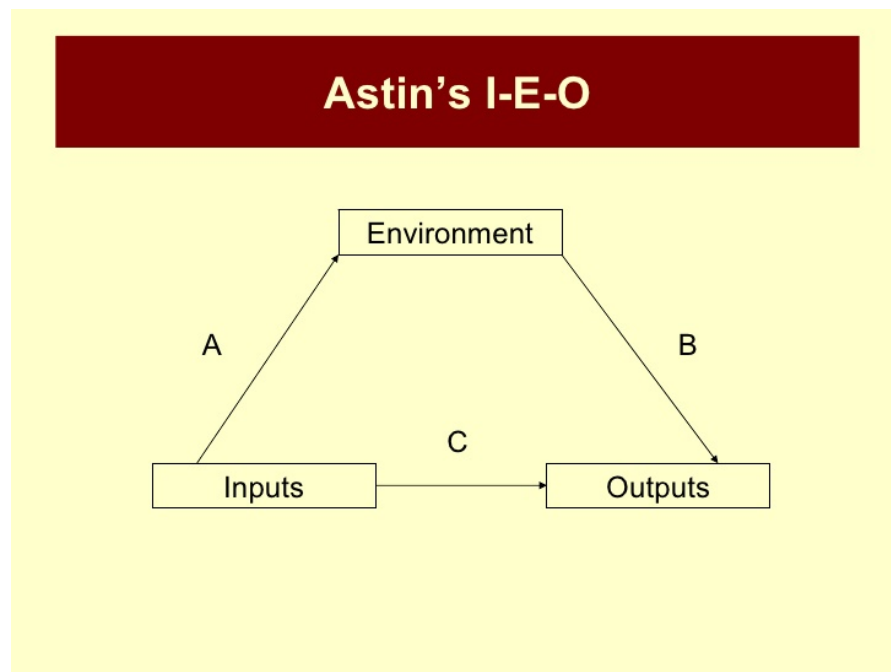 Astin’s I-E-O
Environment
A
B
C
Inputs
Outputs